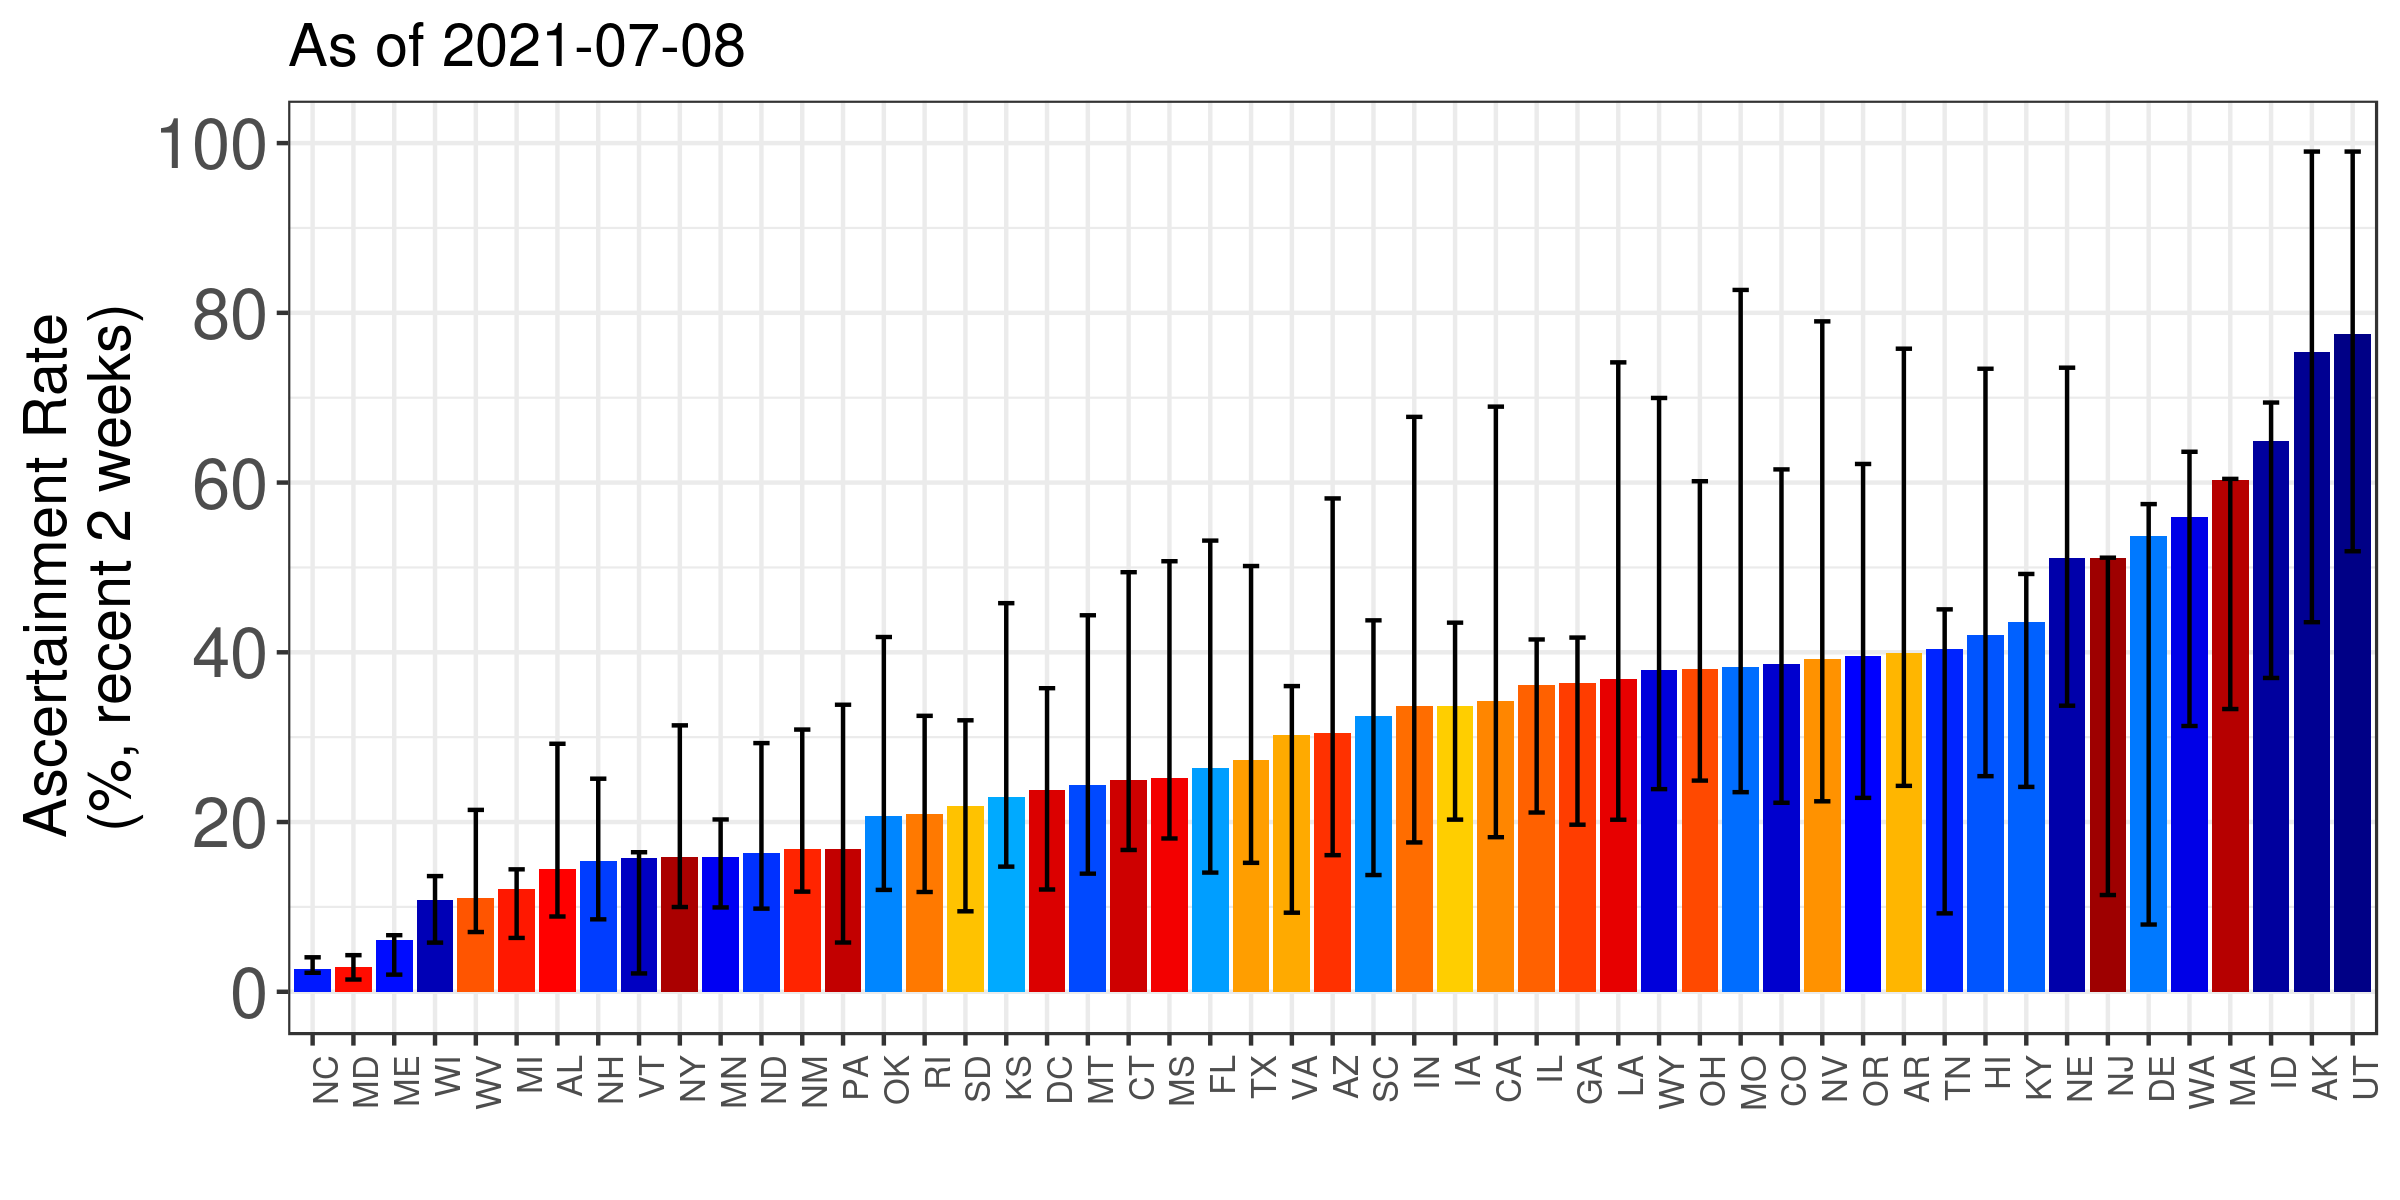 As of 2021-07-08
Ascertainment Rate
(%, recent 2 weeks)
100
80
60
40
20
0
NC MD ME WI WV MI AL NH VT NY MN ND NM PA OK RI SD KS DC MT CT MS FL TX VA AZ SC IN IA CA IL GA LA WY OH MO CO NV OR AR TN HI KY NE NJ DE WA MA ID AK UT